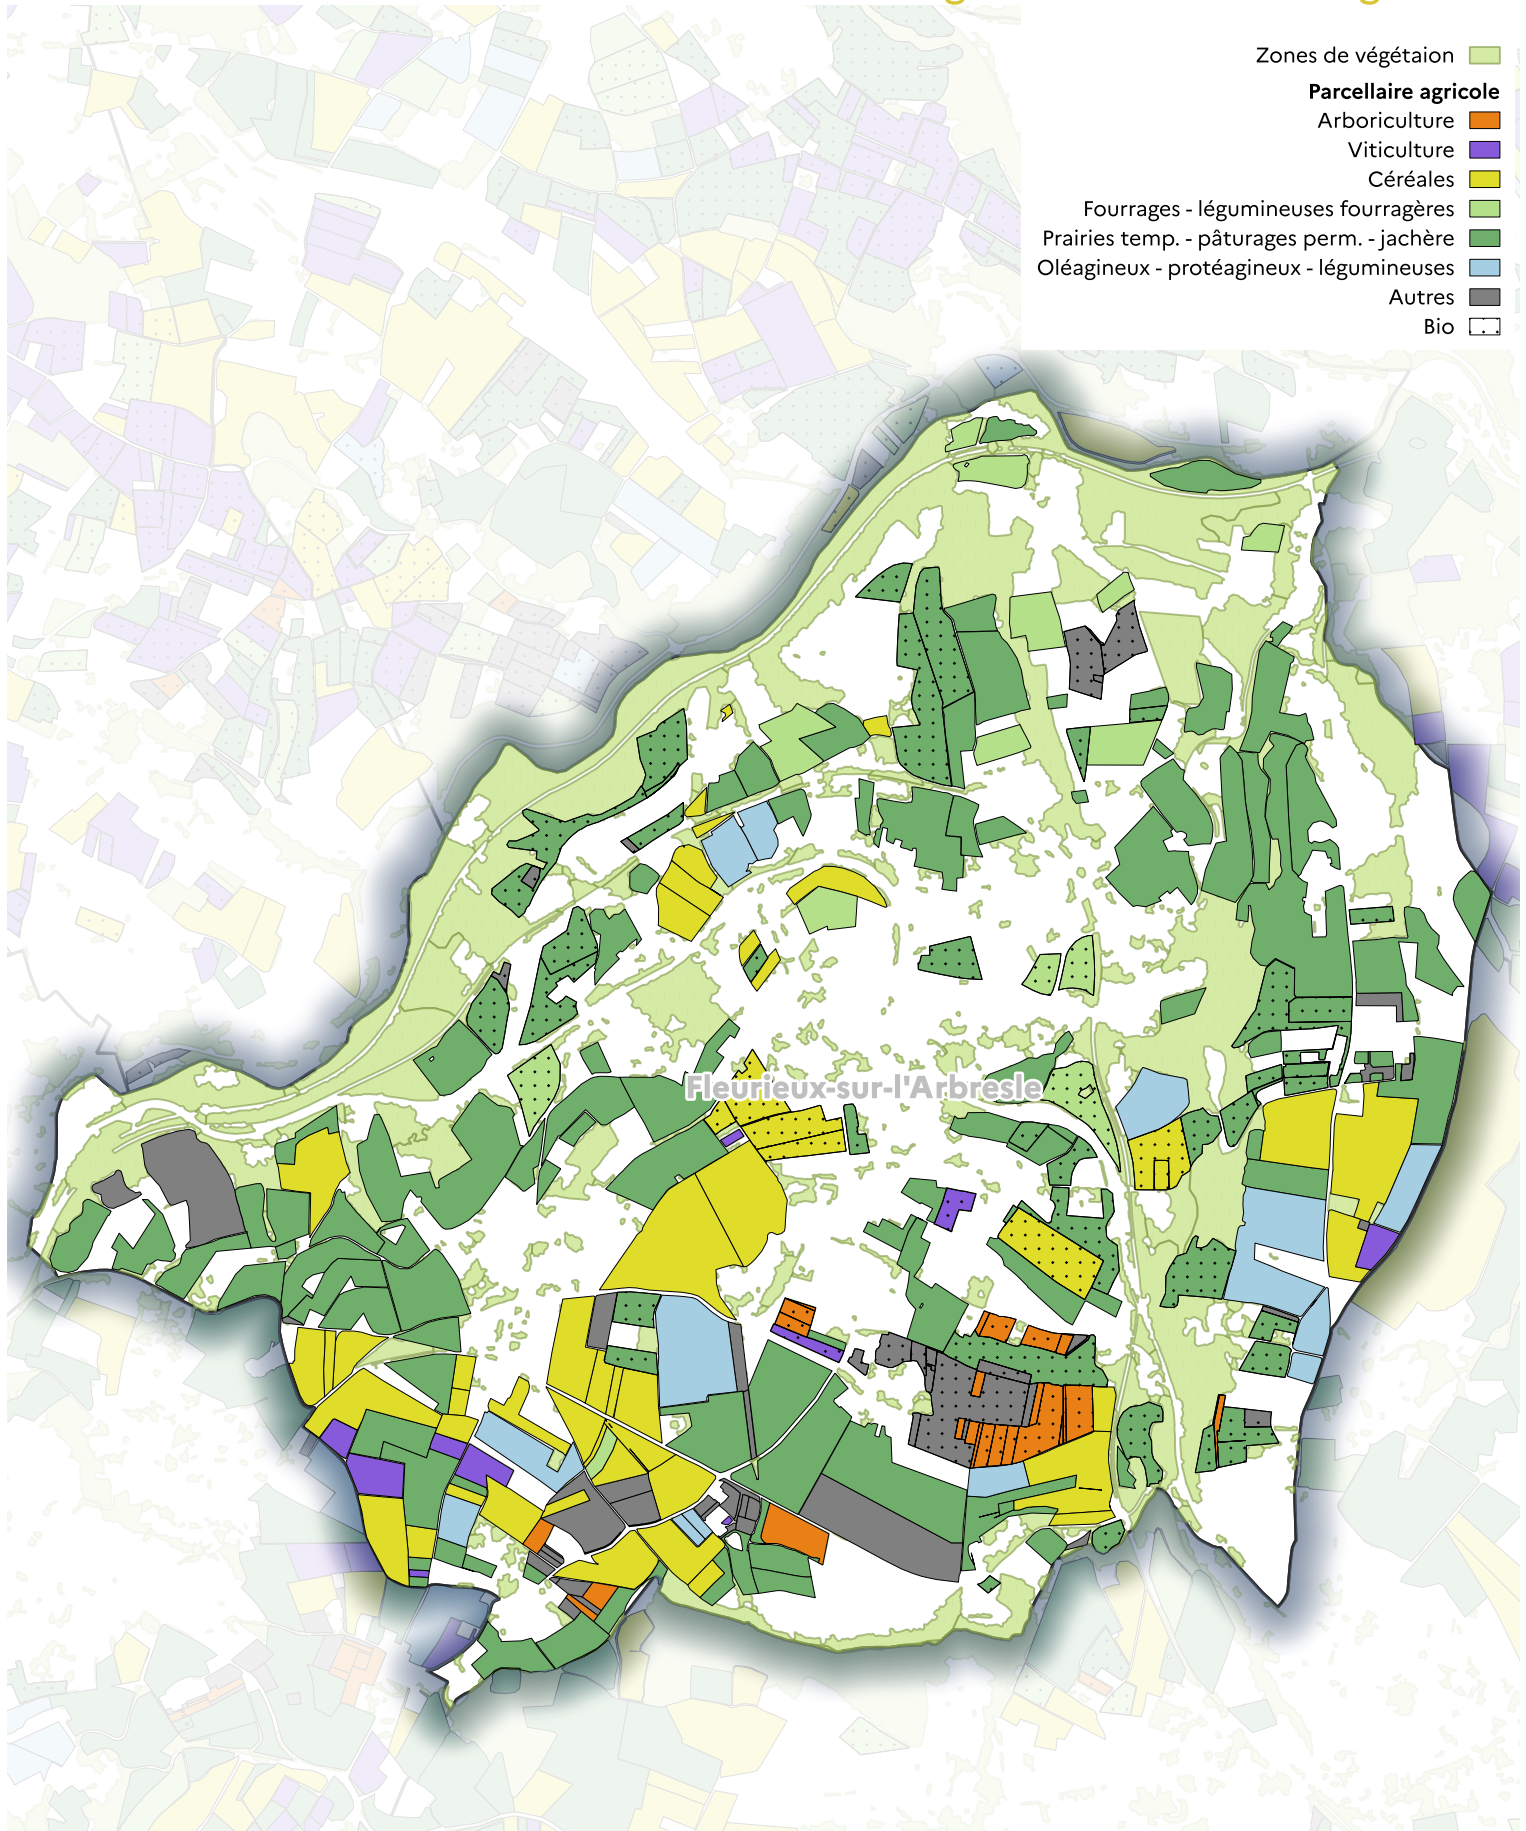 Zones de végétaion
Parcellaire agricole
Arboriculture
Viticulture
Céréales
Fourrages - légumineuses fourragères
Prairies temp. - pâturages perm. - jachère
Oléagineux - protéagineux - légumineuses
Autres
Bio
Fleurieux-sur-l'Arbresle